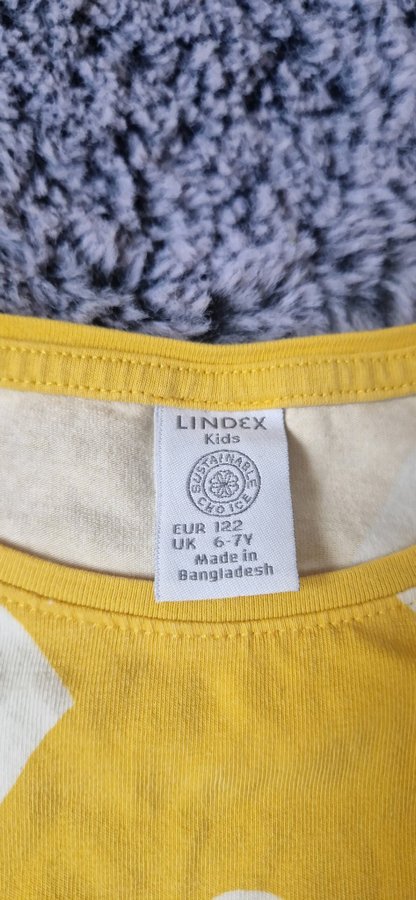 LINDEX
Kids
SUSTAINABLE
CHOICE
EUR 122
UK 6-7Y
Made in
Bangladesh